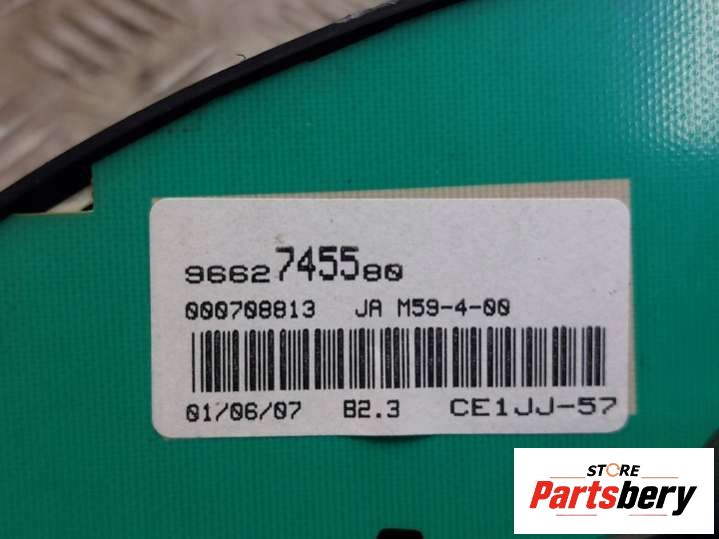 9662745580
000708813 JA M59-4-00
01/06/07 B2.3 CE1JJ-57
STORE
Partsbery